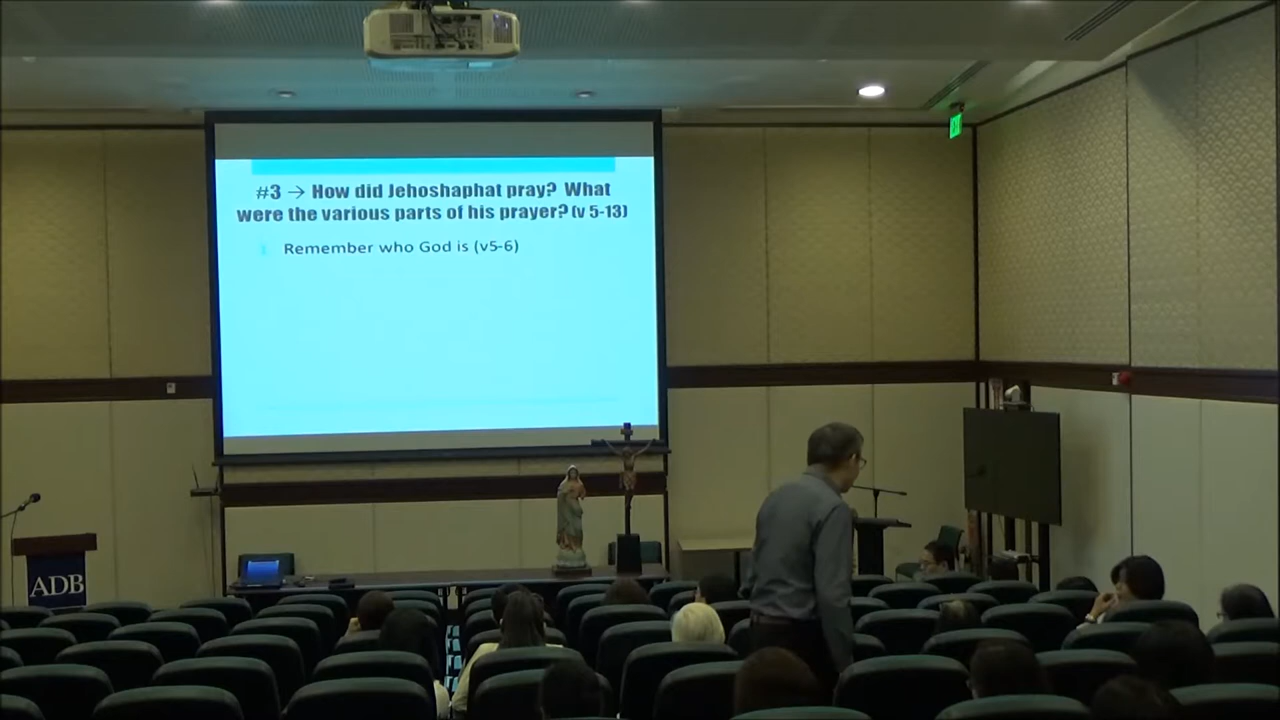 #3 → How did Jehoshaphat pray? What
were the various parts of his prayer? (v 5-13)
Remember who God is (v5-6)
ADB